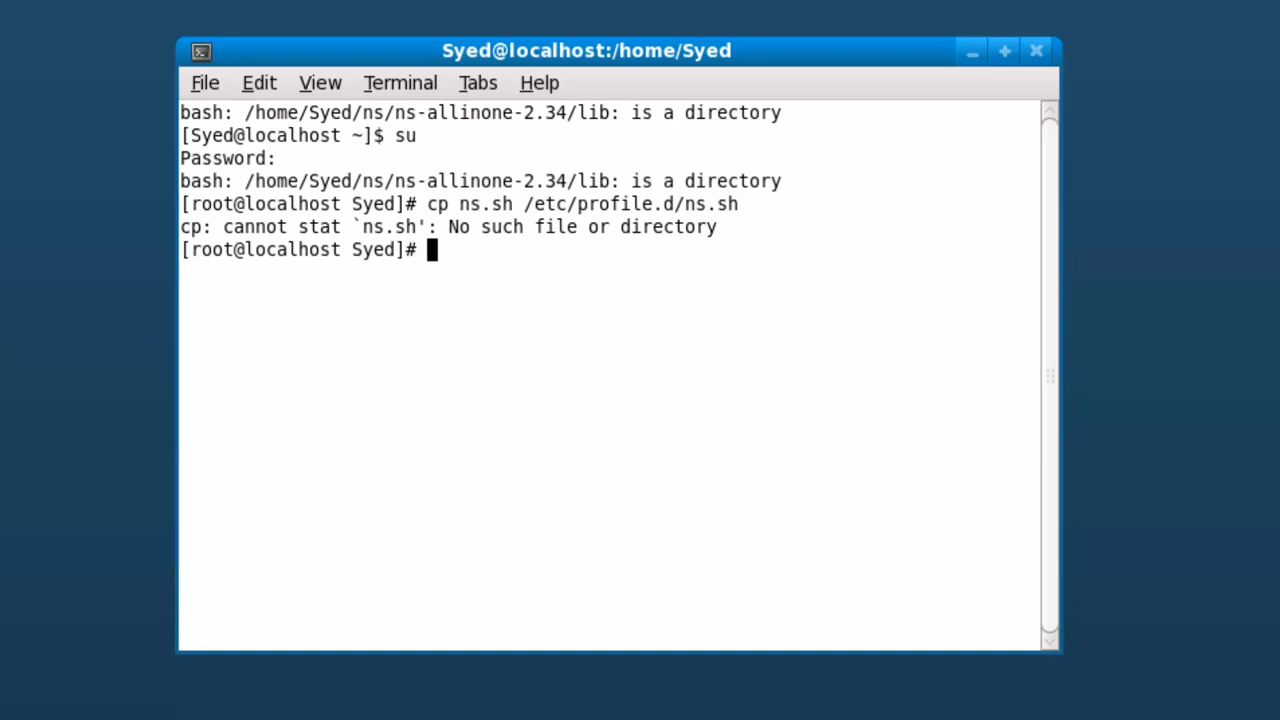 Syed@localhost:/home/Syed
File Edit View Terminal Tabs Help
bash: /home/Syed/ns/ns-allinone-2.34/lib: is a directory
[Syed@localhost ~]$ su
Password:
bash: /home/Syed/ns/ns-allinone-2.34/lib: is a directory
[root@localhost Syed]# cp ns.sh /etc/profile.d/ns.sh
cp: cannot stat `ns.sh': No such file or directory
[root@localhost Syed]#